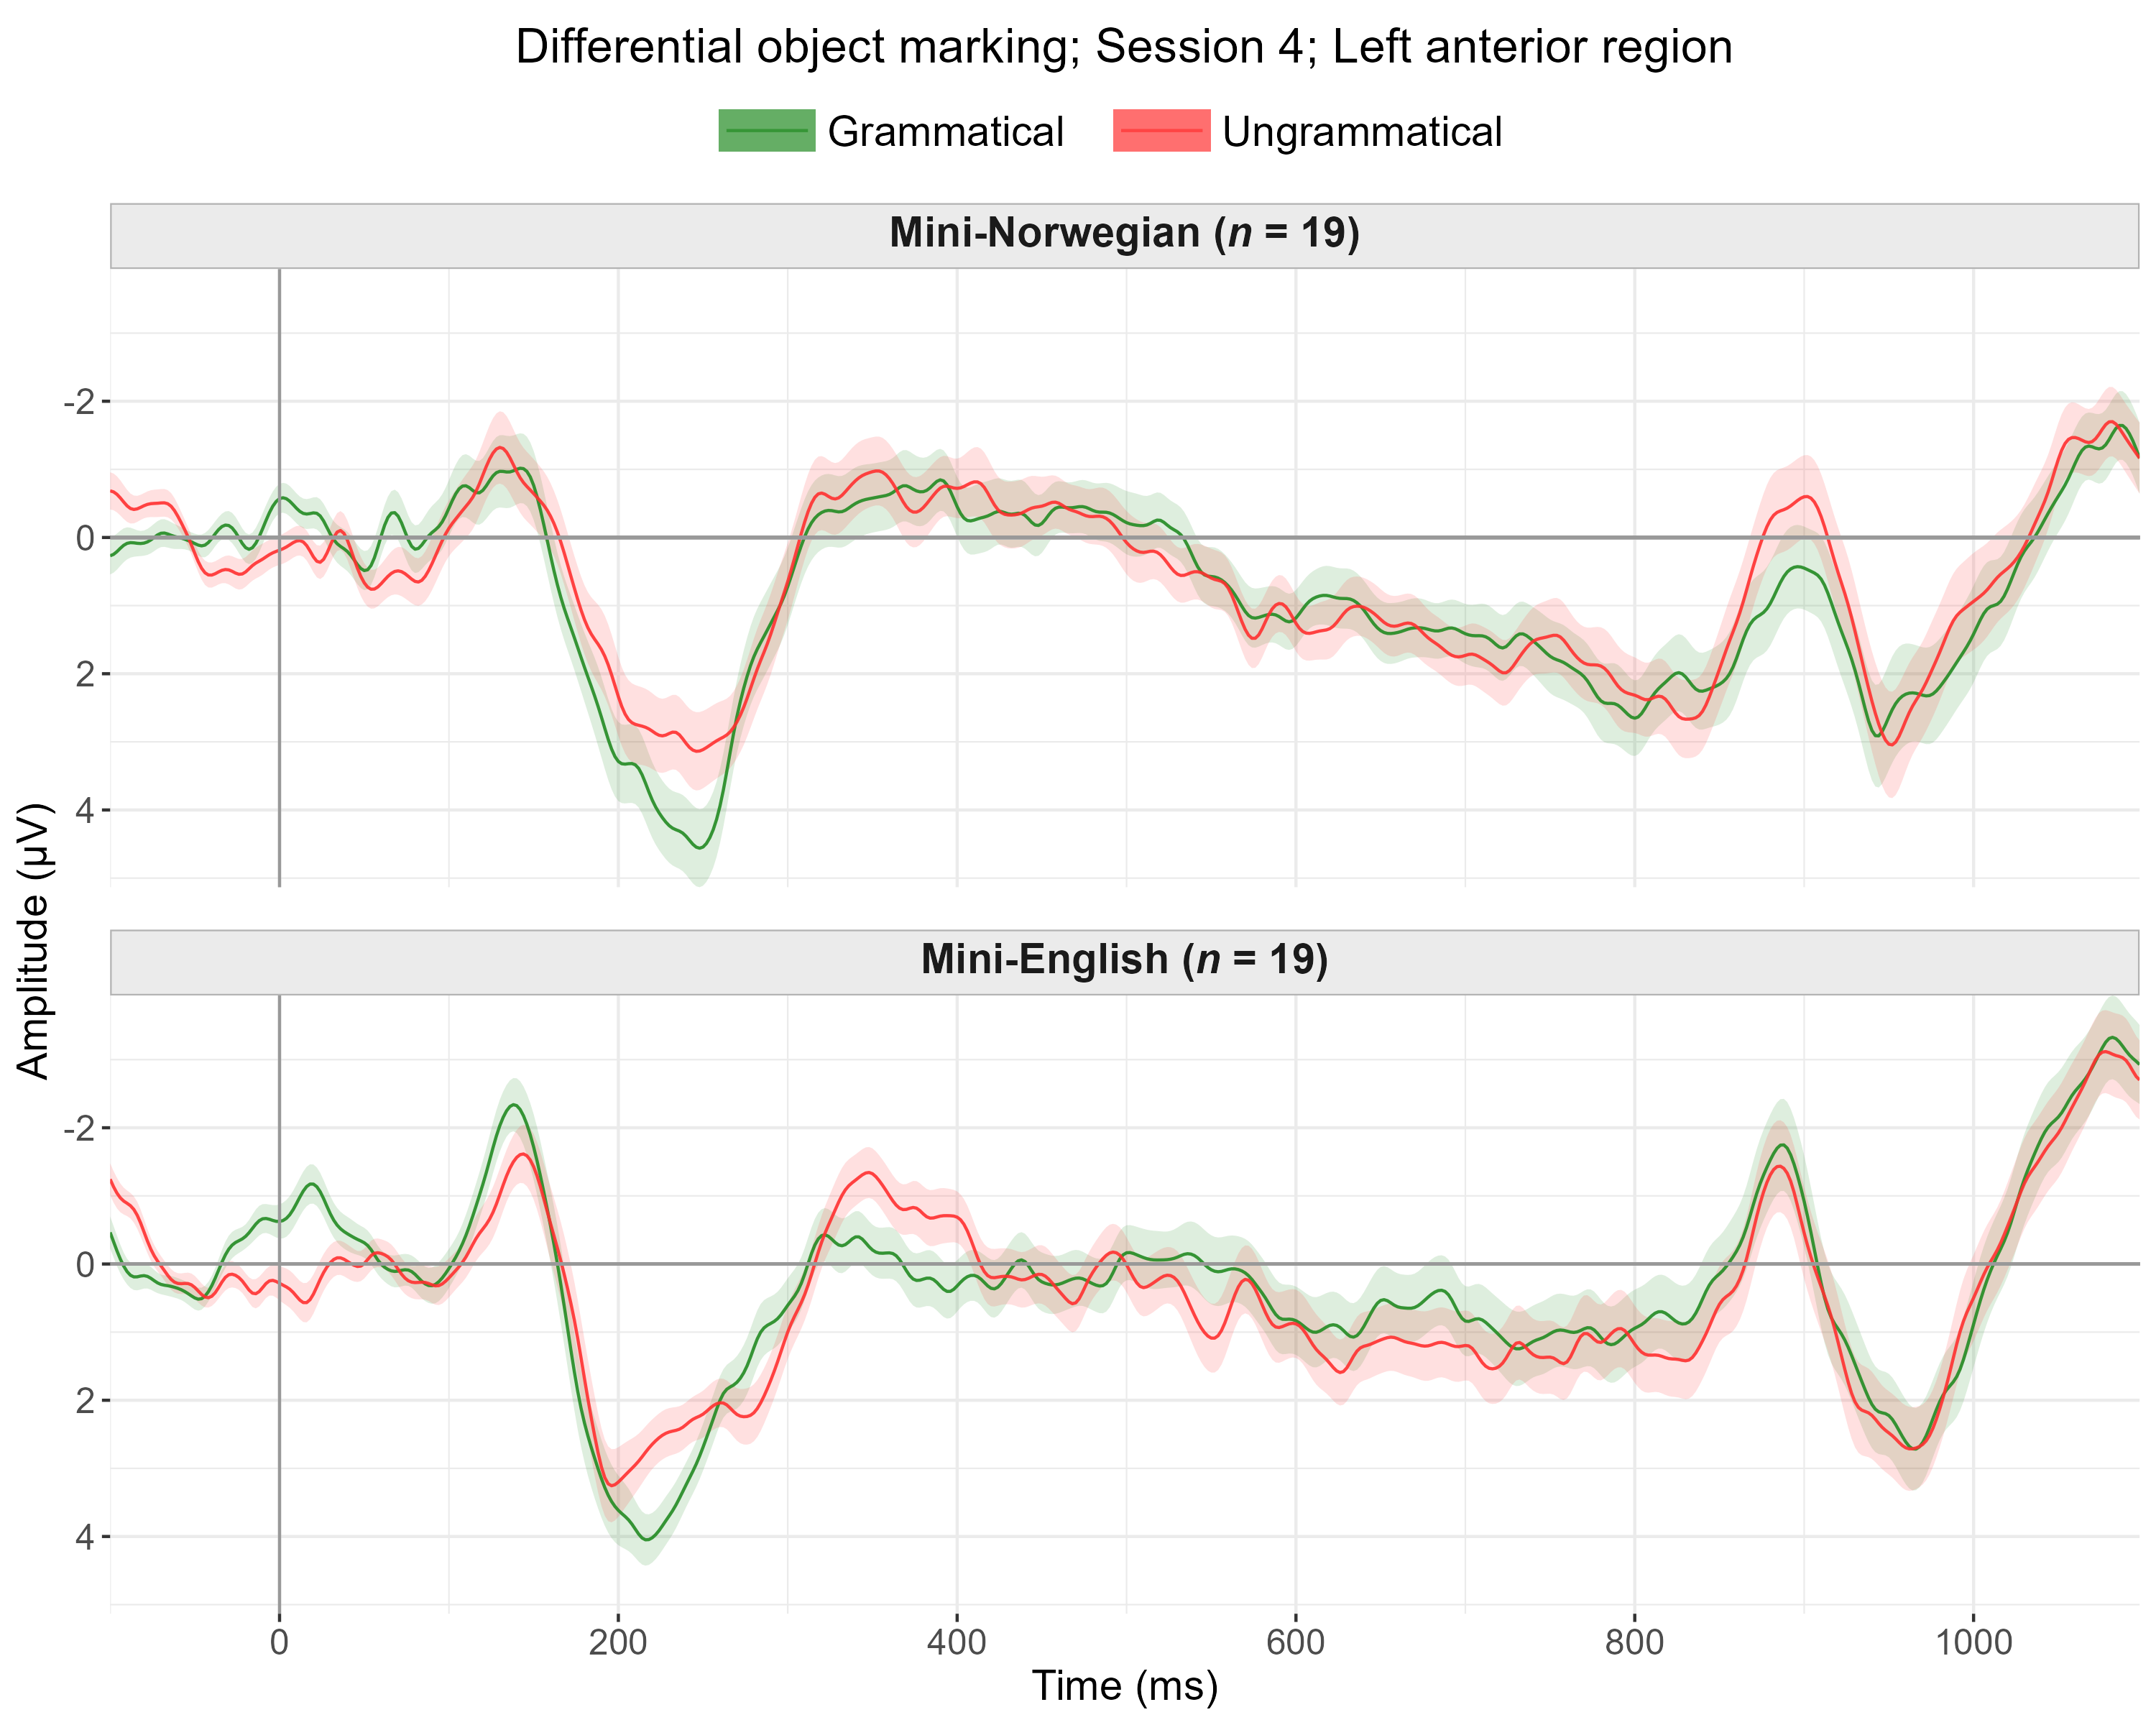 Differential object marking; Session 4; Left anterior region
Grammatical Ungrammatical
Mini-Norwegian (n = 19)
-2
0
2
4
Amplitude (µV)
Mini-English (n = 19)
-2
0
2
4
0 200 400 600 800 1000
Time (ms)